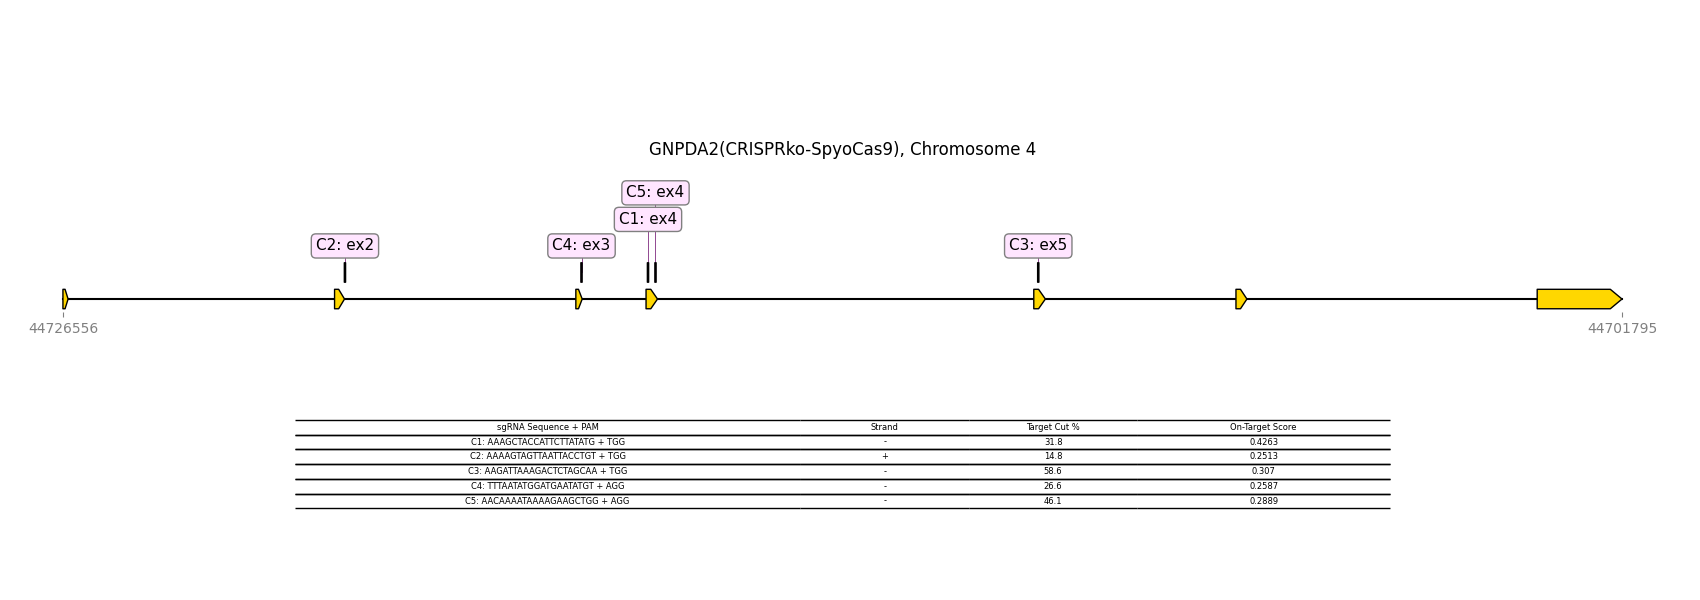 GNPDA2(CRISPRko-SpyoCas9), Chromosome 4
C5: ex4
C1: ex4
C2: ex2 C4: ex3 C3: ex5
44726556 44701795
sgRNA Sequence + PAM Strand Target Cut % On-Target Score
C1: AAAGCTACCATTCTTATATG + TGG - 31.8 0.4263
C2: AAAAGTAGTTAATTACCTGT + TGG + 14.8 0.2513
C3: AAGATTAAAGACTCTAGCAA + TGG - 58.6 0.307
C4: TTTAATATGGATGAATATGT + AGG - 26.6 0.2587
C5: AACAAAATAAAAGAAGCTGG + AGG - 46.1 0.2889